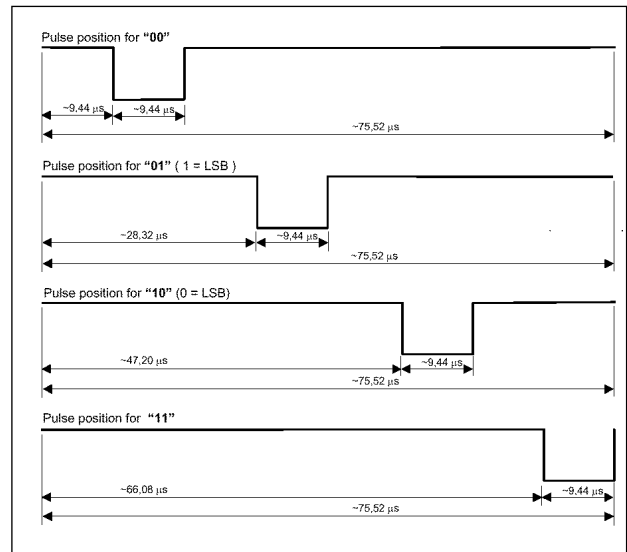 Pulse position for “00”
~9,44 µs ~9,44 µs
~75,52 µs
Pulse position for “01” ( 1 = LSB )
~28,32 µs ~9,44 µs
~75,52 µs
Pulse position for “10” (0 = LSB)
~47,20 µs ~9,44 µs
~75,52 µs
Pulse position for “11”
~66,08 µs ~9,44 µs
~75,52 µs